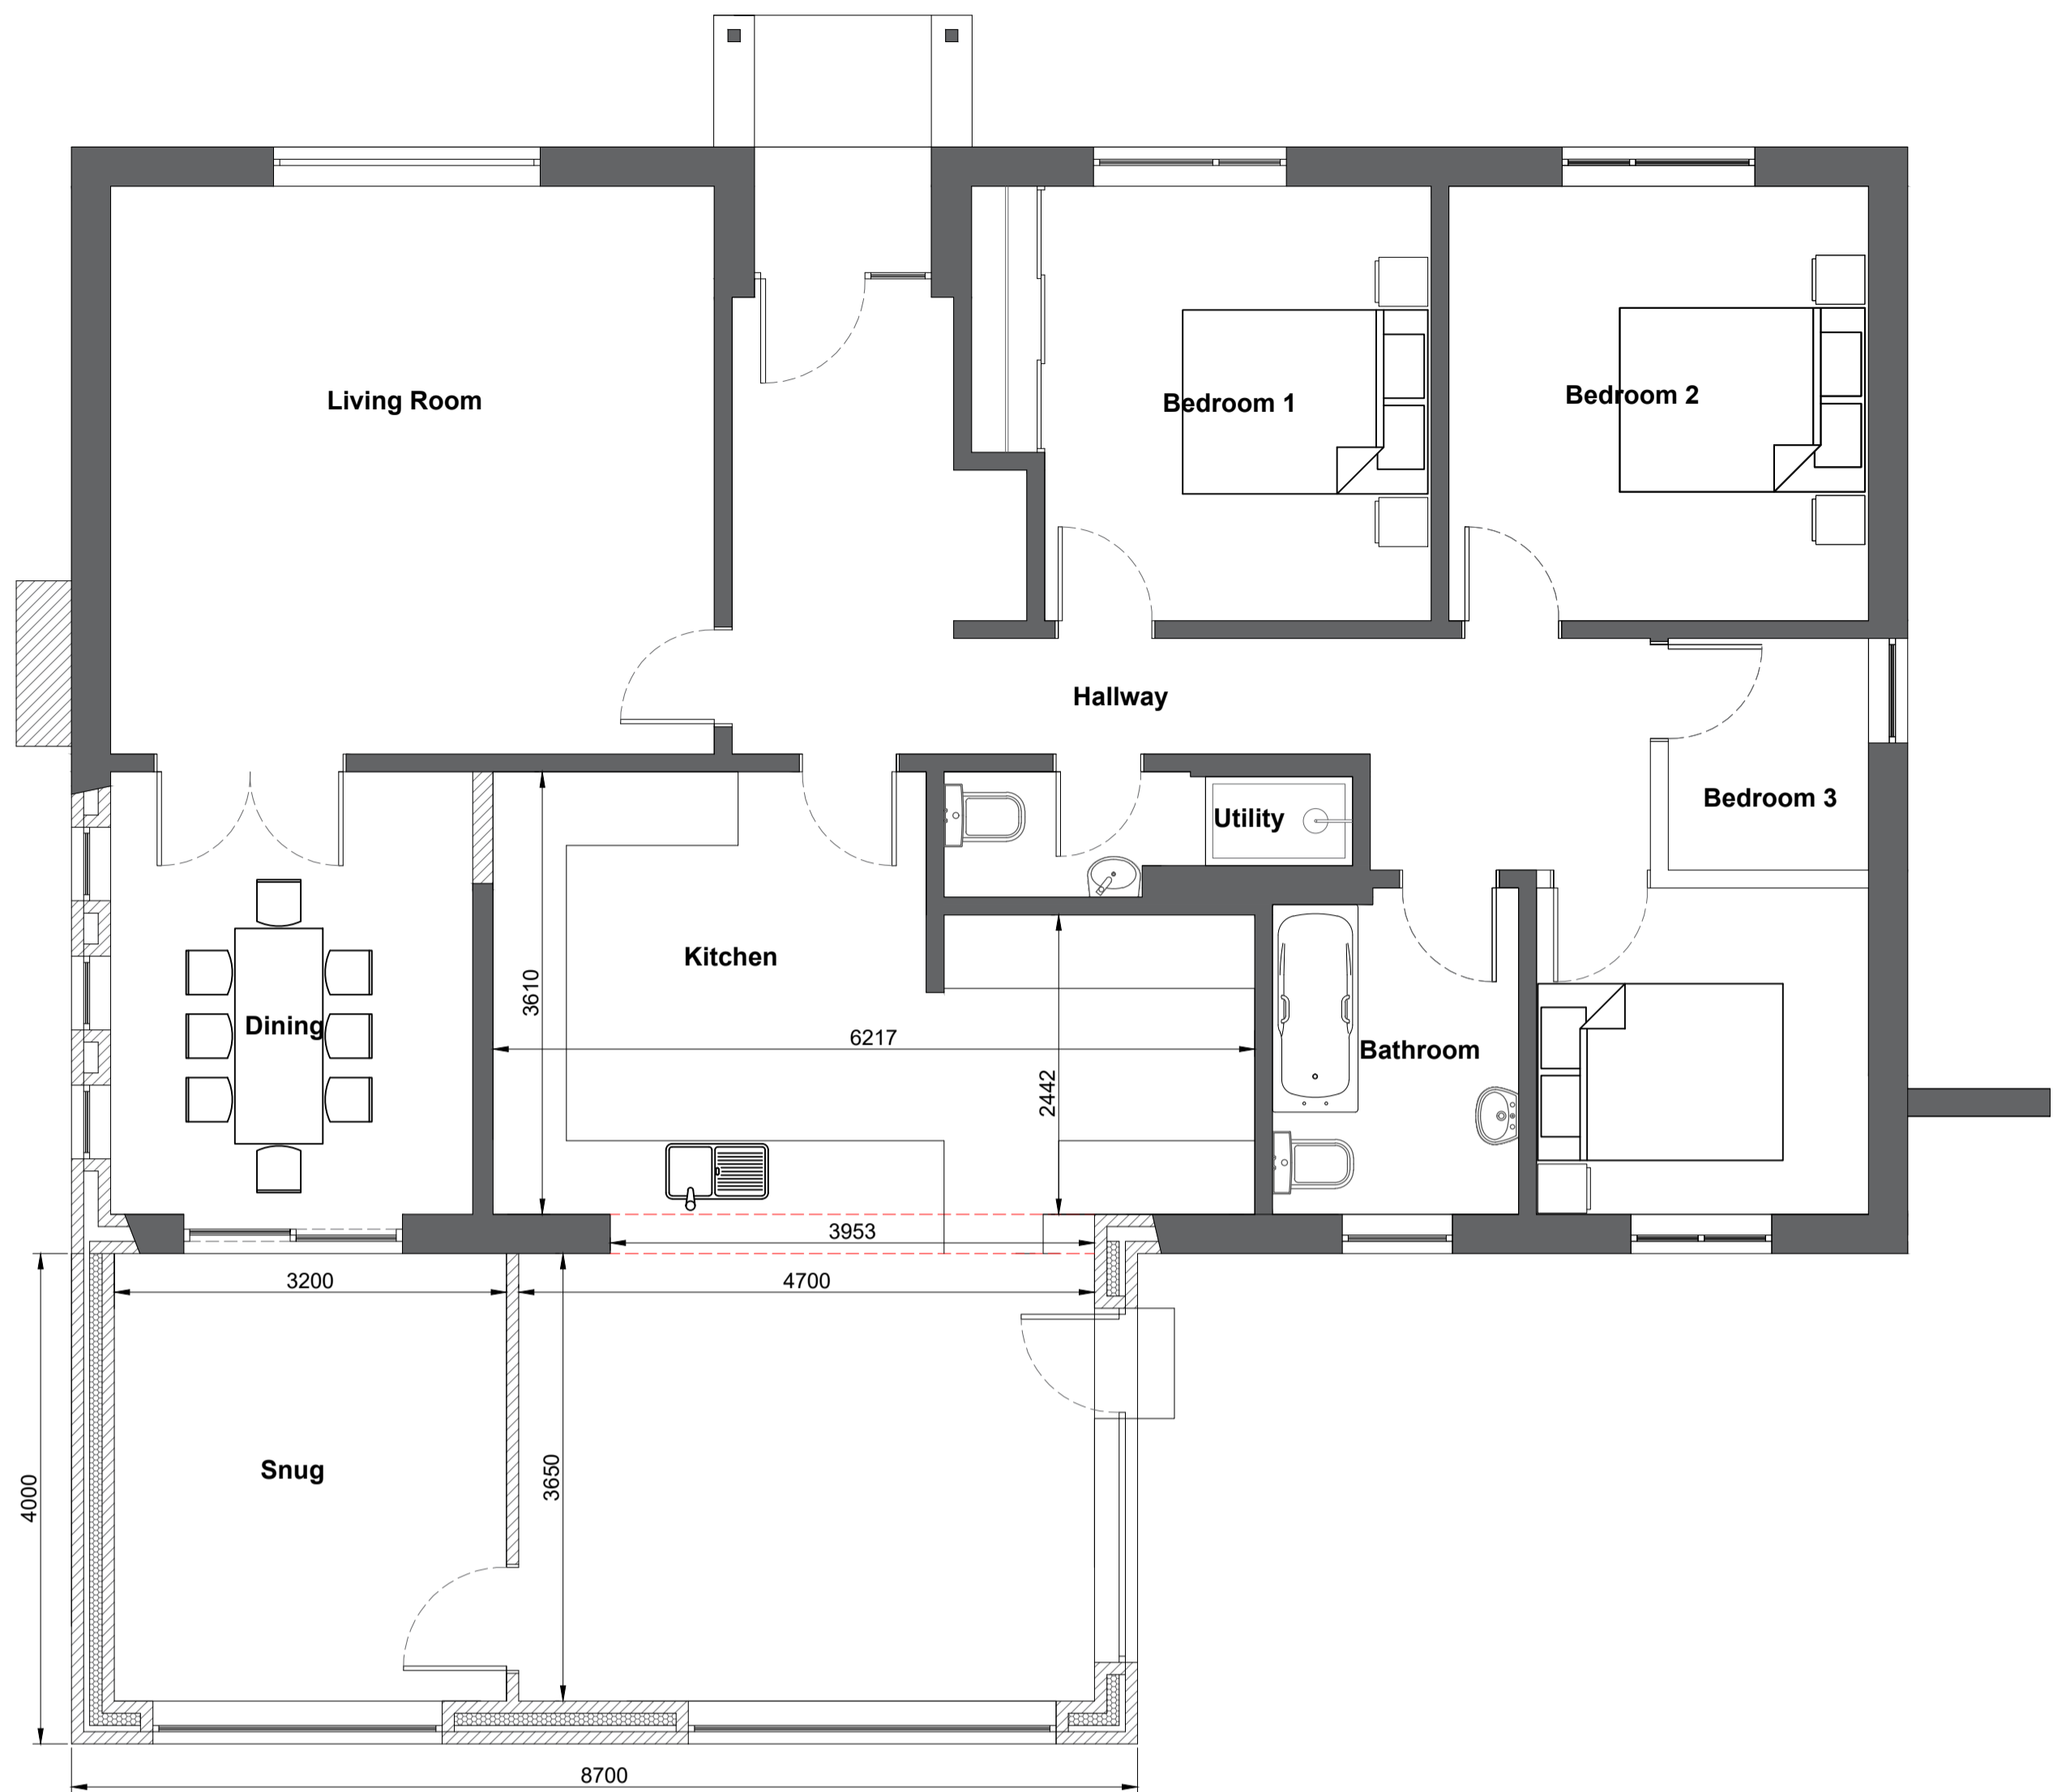 Living Room
Bedroom 1
Bedroom 2
Hallway
Bedroom 3
Utility
Kitchen
3610
Dining
6217
2442
Bathroom
3953
3200
4700
Snug
3650
4000
8700